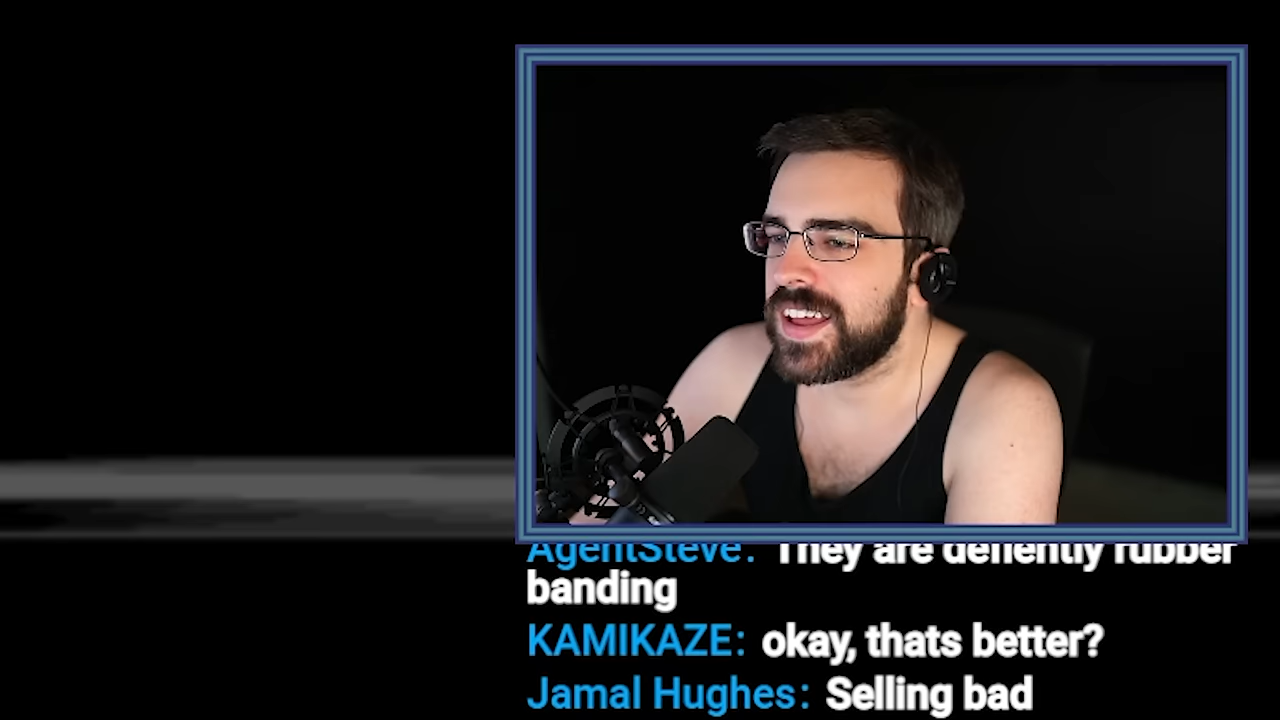 AgentSteve: They are defiently rubber
banding
KAMIKAZE: okay, thats better?
Jamal Hughes: Selling bad